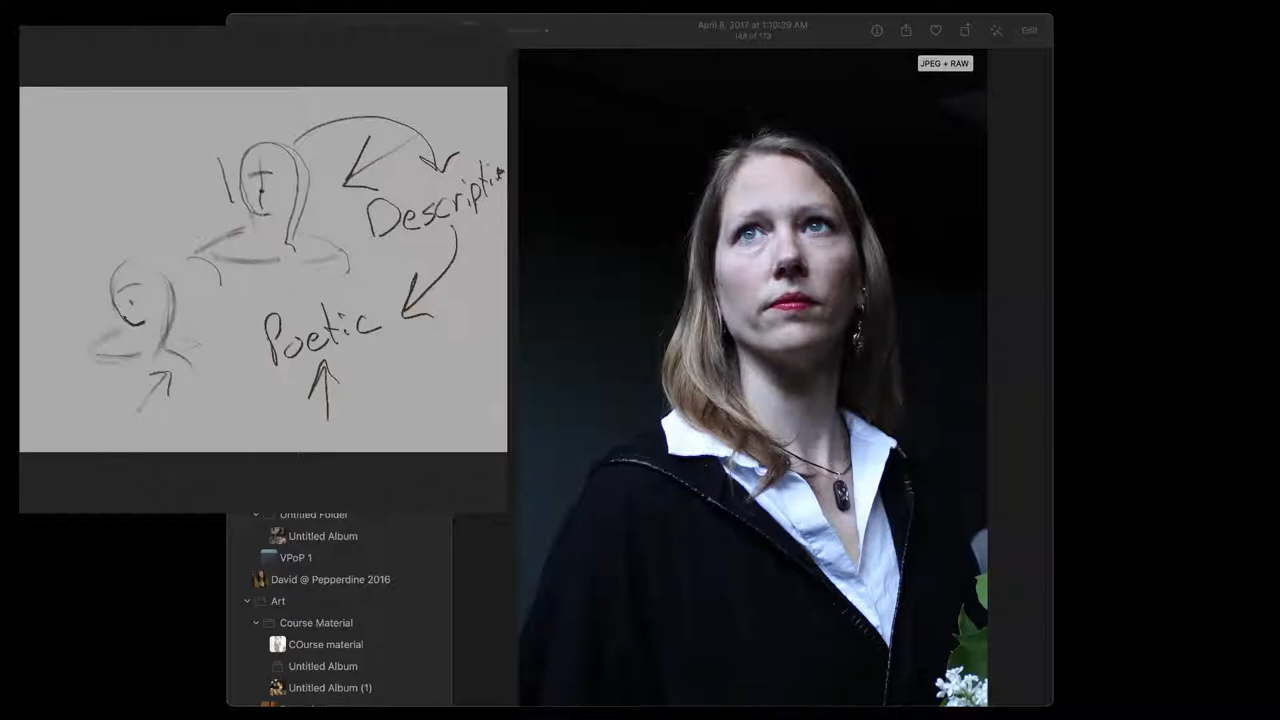 April 8, 2017 at 1:10:29 AM
Edit
JPEG + RAW
Poetic
Untitled Folder
Untitled Album
VPoP 1
David @ Pepperdine 2016
Art
Course Material
COurse material
Untitled Album
Untitled Album (1)